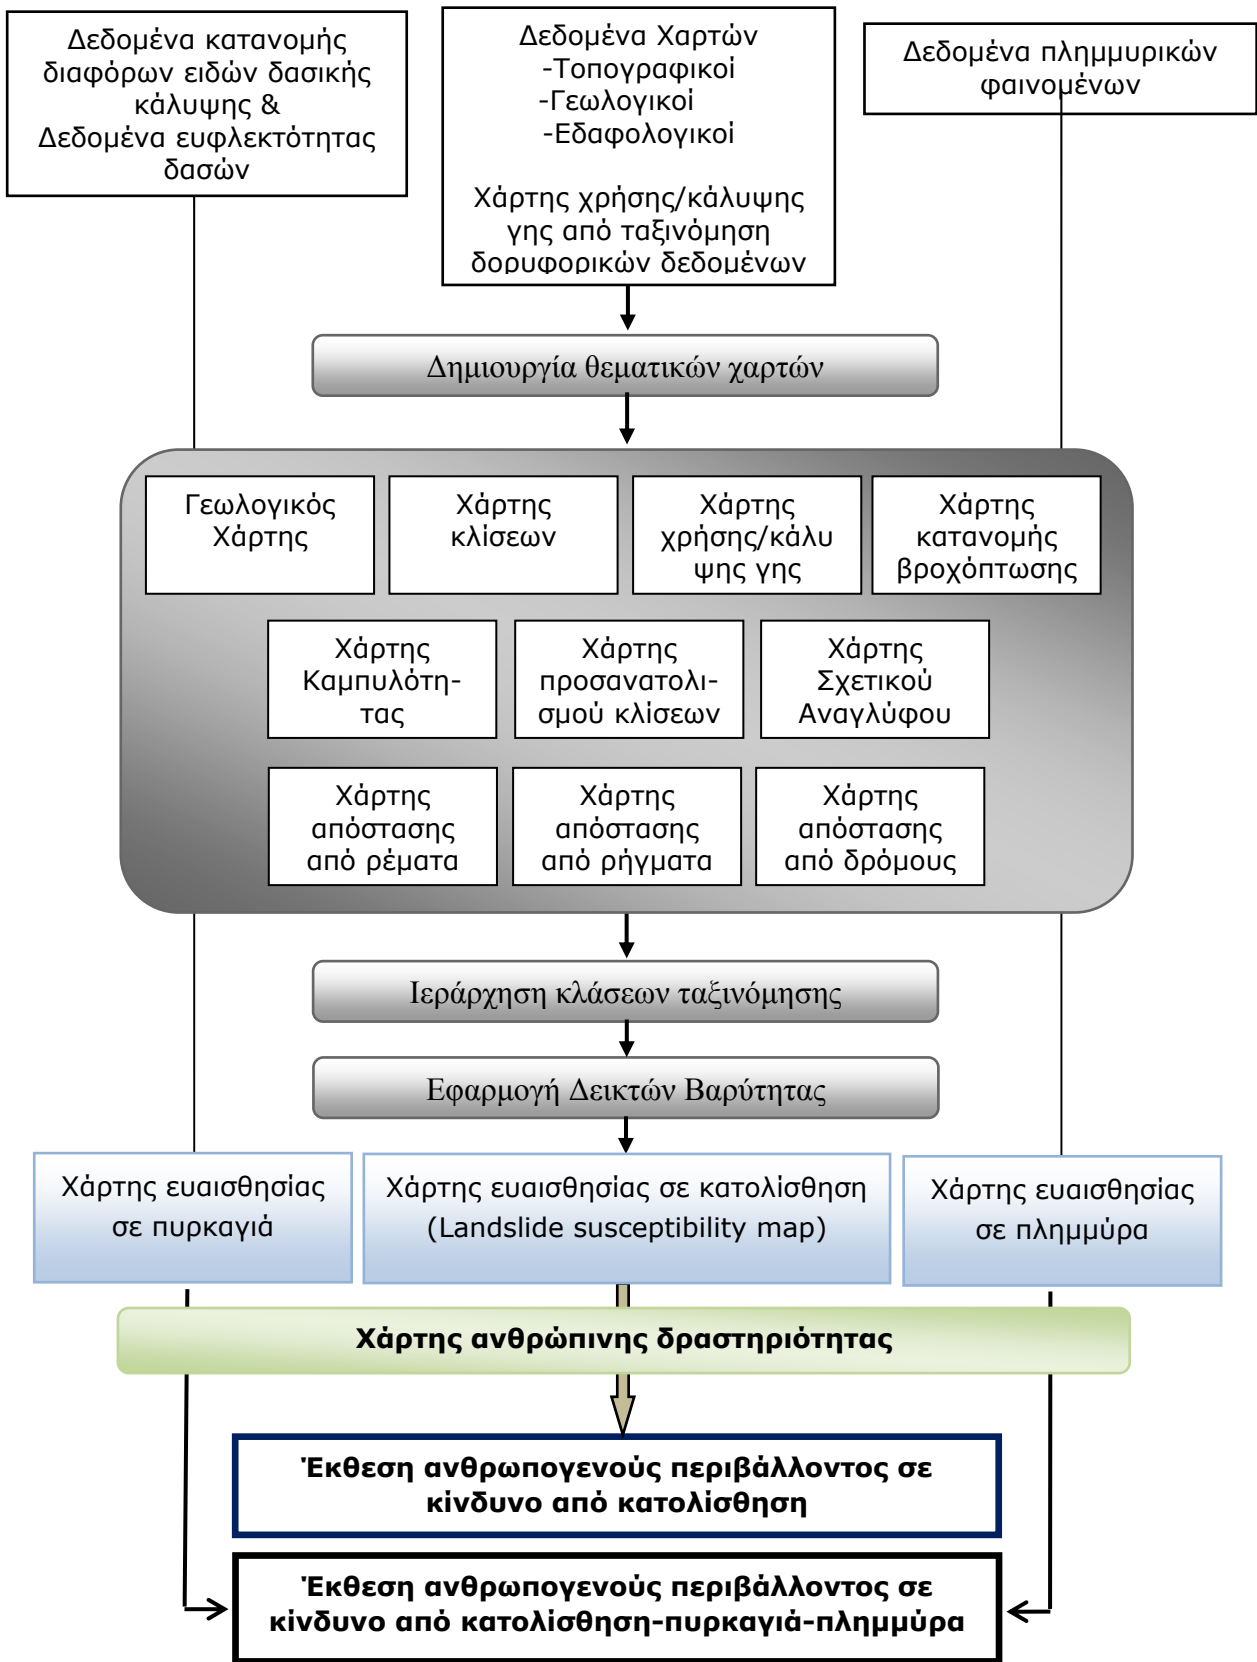 Δεδομένα κατανομής
διαφόρων ειδών δασικής
κάλυψης &
Δεδομένα ευφλεκτότητας
δασών
Δεδομένα Χαρτών
-Τοπογραφικοί
-Γεωλογικοί
-Εδαφολογικοί
Χάρτης χρήσης/κάλυψης
γης από ταξινόμηση
δορυφορικών δεδομένων
Δεδομένα πλημμυρικών
φαινομένων
Δημιουργία θεματικών χαρτών
Γεωλογικός
Χάρτης
Χάρτης
κλίσεων
Χάρτης
χρήσης/κάλυ
ψης γης
Χάρτης
κατανομής
βροχόπτωσης
Χάρτης
Καμπυλότη-
τας
Χάρτης
προσανατολι-
σμού κλίσεων
Χάρτης
Σχετικού
Αναγλύφου
Χάρτης
απόστασης
από ρέματα
Χάρτης
απόστασης
από ρήγματα
Χάρτης
απόστασης
από δρόμους
Ιεράρχηση κλάσεων ταξινόμησης
Εφαρμογή Δεικτών Βαρύτητας
Χάρτης ευαισθησίας
σε πυρκαγιά
Χάρτης ευαισθησίας σε κατολίσθηση
(Landslide susceptibility map)
Χάρτης ευαισθησίας
σε πλημμύρα
Χάρτης ανθρώπινης δραστηριότητας
Έκθεση ανθρωπογενούς περιβάλλοντος σε
κίνδυνο από κατολίσθηση
Έκθεση ανθρωπογενούς περιβάλλοντος σε
κίνδυνο από κατολίσθηση-πυρκαγιά-πλημμύρα